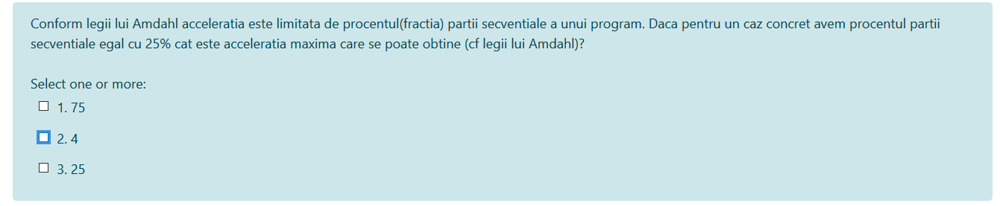 Conform legii lui Amdahl acceleratia este limitata de procentul(fractia) partii secventiale a unui program. Daca pentru un caz concret avem procentul partii
secventiale egal cu 25% cat este acceleratia maxima care se poate obtine (cf legii lui Amdahl)?
Select one or more:
1. 75
2. 4
3. 25